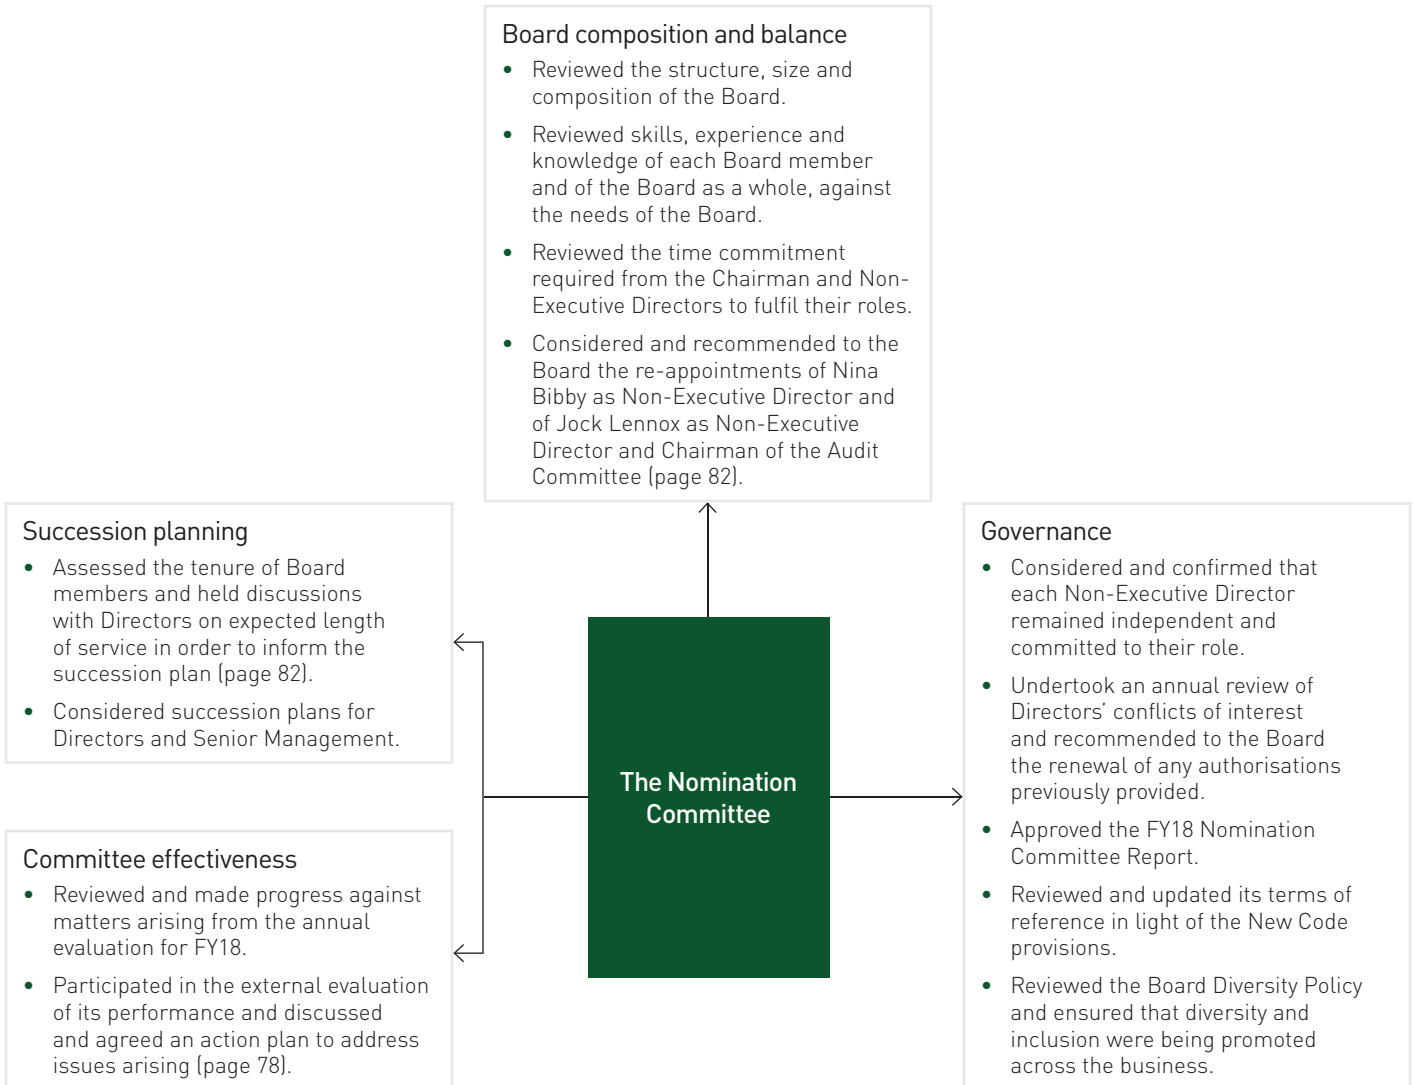 Board composition and balance
• Reviewed the structure, size and
composition of the Board.
• Reviewed skills, experience and
knowledge of each Board member
and of the Board as a whole, against
the needs of the Board.
• Reviewed the time commitment
required from the Chairman and Non-
Executive Directors to fulfil their roles.
• Considered and recommended to the
Board the re-appointments of Nina
Bibby as Non-Executive Director and
of Jock Lennox as Non-Executive
Director and Chairman of the Audit
Committee (page 82).
Succession planning
• Assessed the tenure of Board
members and held discussions
with Directors on expected length
of service in order to inform the
succession plan (page 82).
• Considered succession plans for
Directors and Senior Management.
Committee effectiveness
• Reviewed and made progress against
matters arising from the annual
evaluation for FY18.
• Participated in the external evaluation
of its performance and discussed
and agreed an action plan to address
issues arising (page 78).
The Nomination
Committee
Governance
• Considered and confirmed that
each Non-Executive Director
remained independent and
committed to their role.
• Undertook an annual review of
Directors’ conflicts of interest
and recommended to the Board
the renewal of any authorisations
previously provided.
• Approved the FY18 Nomination
Committee Report.
• Reviewed and updated its terms of
reference in light of the New Code
provisions.
• Reviewed the Board Diversity Policy
and ensured that diversity and
inclusion were being promoted
across the business.